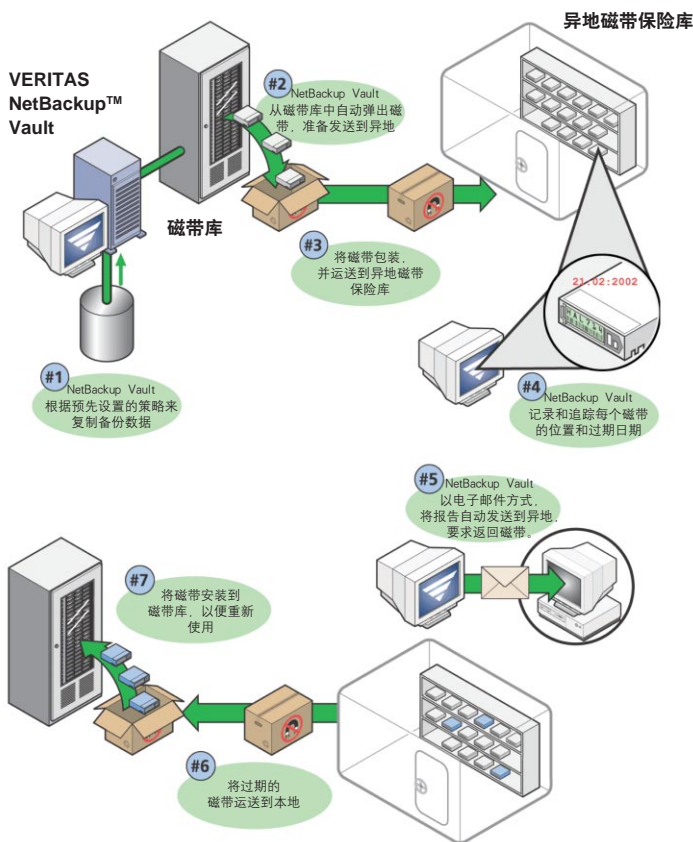 异地磁带保险库
VERITAS
NetBackup™
Vault
#2
NetBackup Vault
从磁带库中自动弹出磁
带，准备发送到异地
磁带库
#3
将磁带包装，
并运送到异地磁带
保险库
21:02:2002
#1
NetBackup Vault
根据预先设置的策略来
复制备份数据
#4
NetBackup Vault
记录和追踪每个磁带
的位置和过期日期
#5
NetBackup Vault
以电子邮件方式，
将报告自动发送到异地，
要求返回磁带。
#7
将磁带安装到
磁带库，以便重新
使用
#6
将过期的
磁带运送到本地